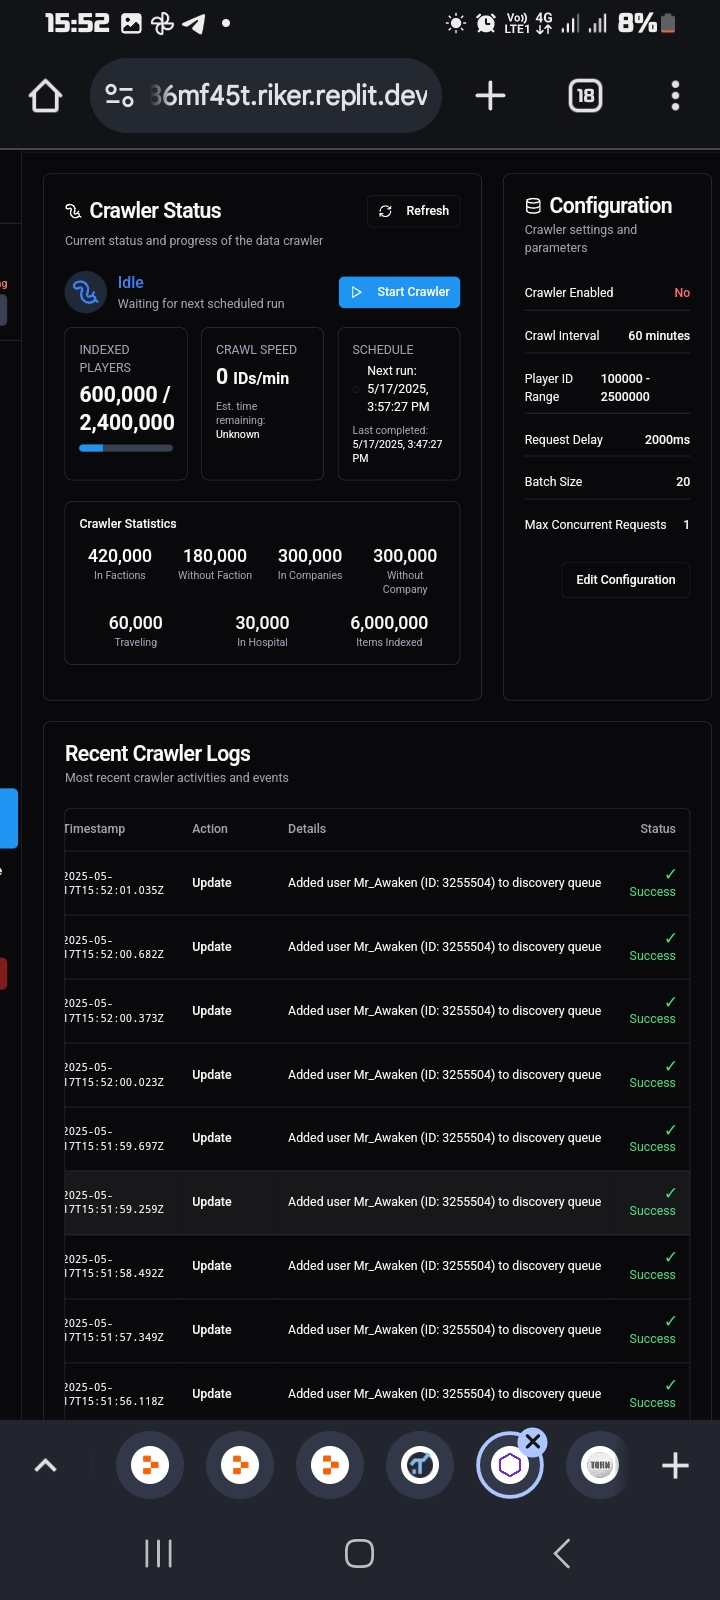 15:52
Vo)) LTE1 4G 8%
36mf45t.riker.replit.dev
18
Crawler Status
Refresh
Current status and progress of the data crawler
Idle
Waiting for next scheduled run
Start Crawler
INDEXED
PLAYERS
600,000 /
2,400,000
CRAWL SPEED
0 IDs/min
Est. time
remaining:
Unknown
SCHEDULE
Next run:
5/17/2025,
3:57:27 PM
Last completed:
5/17/2025, 3:47:27
PM
Crawler Statistics
420,000
In Factions
180,000
Without Faction
300,000
In Companies
300,000
Without
Company
60,000
Traveling
30,000
In Hospital
6,000,000
Items Indexed
Configuration
Crawler settings and
parameters
Crawler Enabled No
Crawl Interval 60 minutes
Player ID
Range
100000 -
2500000
Request Delay 2000ms
Batch Size 20
Max Concurrent Requests 1
Edit Configuration
Recent Crawler Logs
Most recent crawler activities and events
Timestamp Action Details Status
2025-05-
17T15:52:01.035Z
Update
Added user Mr_Awaken (ID: 3255504) to discovery queue
✓
Success
2025-05-
17T15:52:00.682Z
Update
Added user Mr_Awaken (ID: 3255504) to discovery queue
✓
Success
2025-05-
17T15:52:00.373Z
Update
Added user Mr_Awaken (ID: 3255504) to discovery queue
✓
Success
2025-05-
17T15:52:00.023Z
Update
Added user Mr_Awaken (ID: 3255504) to discovery queue
✓
Success
2025-05-
17T15:51:59.697Z
Update
Added user Mr_Awaken (ID: 3255504) to discovery queue
✓
Success
2025-05-
17T15:51:59.259Z
Update
Added user Mr_Awaken (ID: 3255504) to discovery queue
✓
Success
2025-05-
17T15:51:58.492Z
Update
Added user Mr_Awaken (ID: 3255504) to discovery queue
✓
Success
2025-05-
17T15:51:57.349Z
Update
Added user Mr_Awaken (ID: 3255504) to discovery queue
✓
Success
2025-05-
17T15:51:56.118Z
Update
Added user Mr_Awaken (ID: 3255504) to discovery queue
✓
Success
TORN